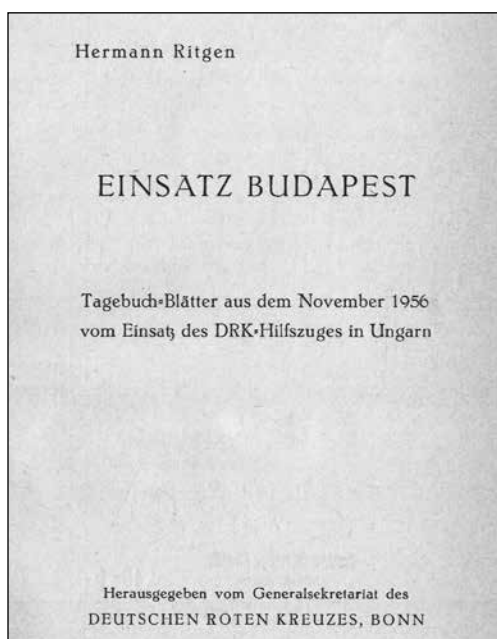 Hermann Ritgen
EINSATZ BUDAPEST
Tagebuch=Blätter aus dem November 1956
vom Einsatz des DRK=Hilfszuges in Ungarn
Herausgegeben vom Generalsekretariat des
DEUTSCHEN ROTEN KREUZES, BONN